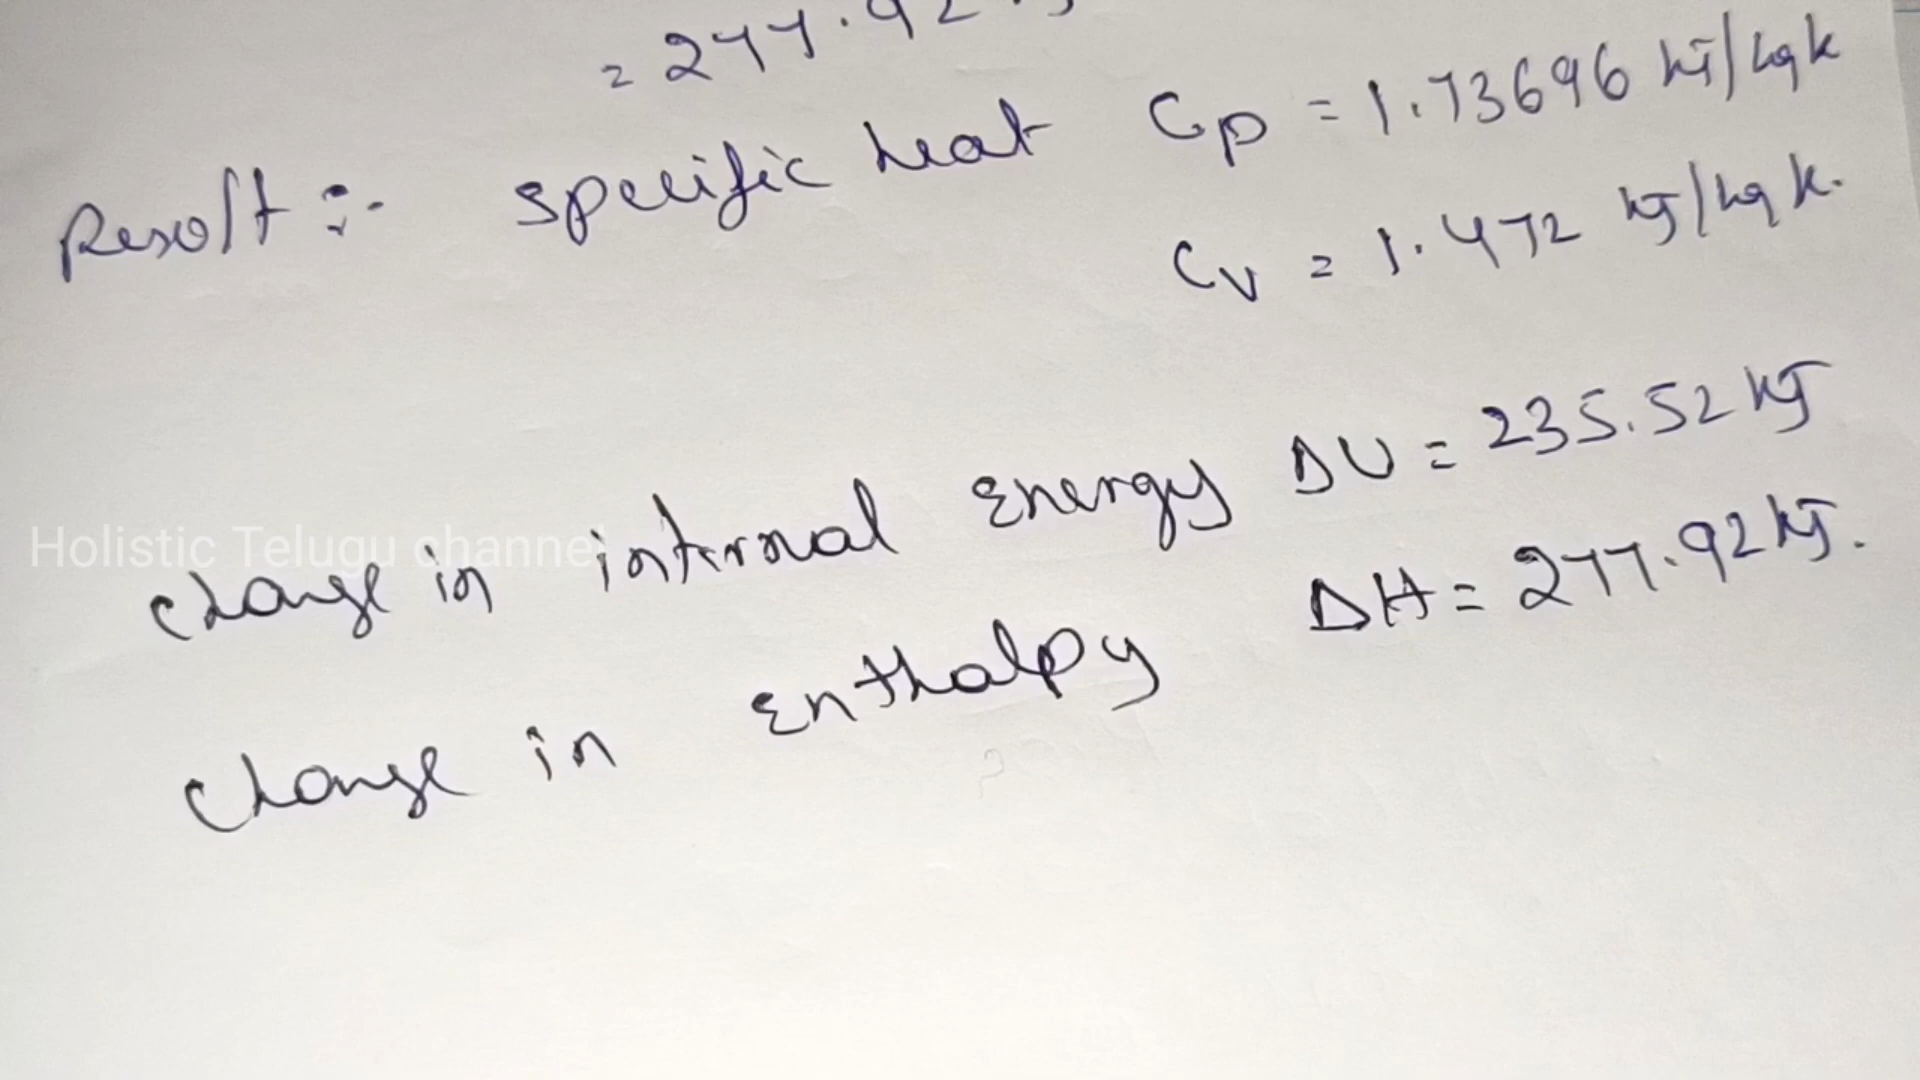 = 277.92
Result :- specific heat Cp = 1.73696 kJ/kg k
Cv = 1.472 kJ/kg k.
change in internal energy ΔU = 235.52 kJ
change in enthalpy ΔH = 277.92 kJ.
Holistic Telugu channel